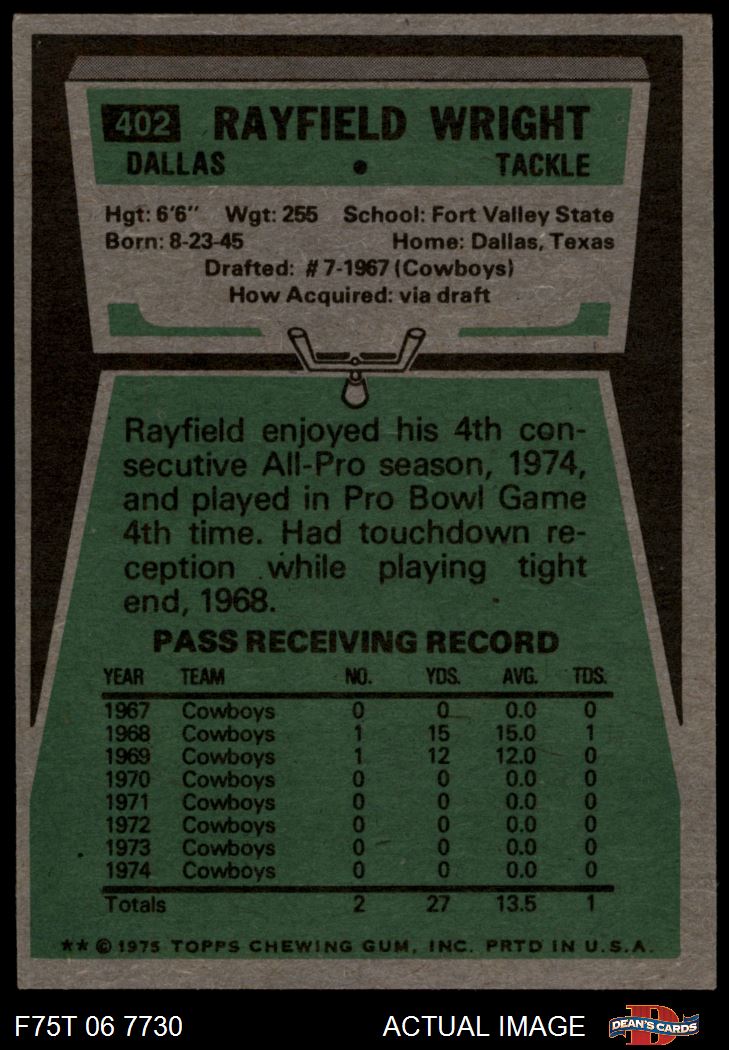 402 RAYFIELD WRIGHT
DALLAS • TACKLE
Hgt: 6'6" Wgt: 255 School: Fort Valley State
Born: 8-23-45 Home: Dallas, Texas
Drafted: #7-1967 (Cowboys)
How Acquired: via draft
Rayfield enjoyed his 4th con-
secutive All-Pro season, 1974,
and played in Pro Bowl Game
4th time. Had touchdown re-
ception while playing tight
end, 1968.
PASS RECEIVING RECORD
YEAR TEAM NO. YDS. AVG. TDS.
1967 Cowboys 0 0 0.0 0
1968 Cowboys 1 15 15.0 1
1969 Cowboys 1 12 12.0 0
1970 Cowboys 0 0 0.0 0
1971 Cowboys 0 0 0.0 0
1972 Cowboys 0 0 0.0 0
1973 Cowboys 0 0 0.0 0
1974 Cowboys 0 0 0.0 0
Totals 2 27 13.5 1
** © 1975 TOPPS CHEWING GUM, INC. PRTD IN U.S.A.
F75T 06 7730 ACTUAL IMAGE D DEAN'S CARDS